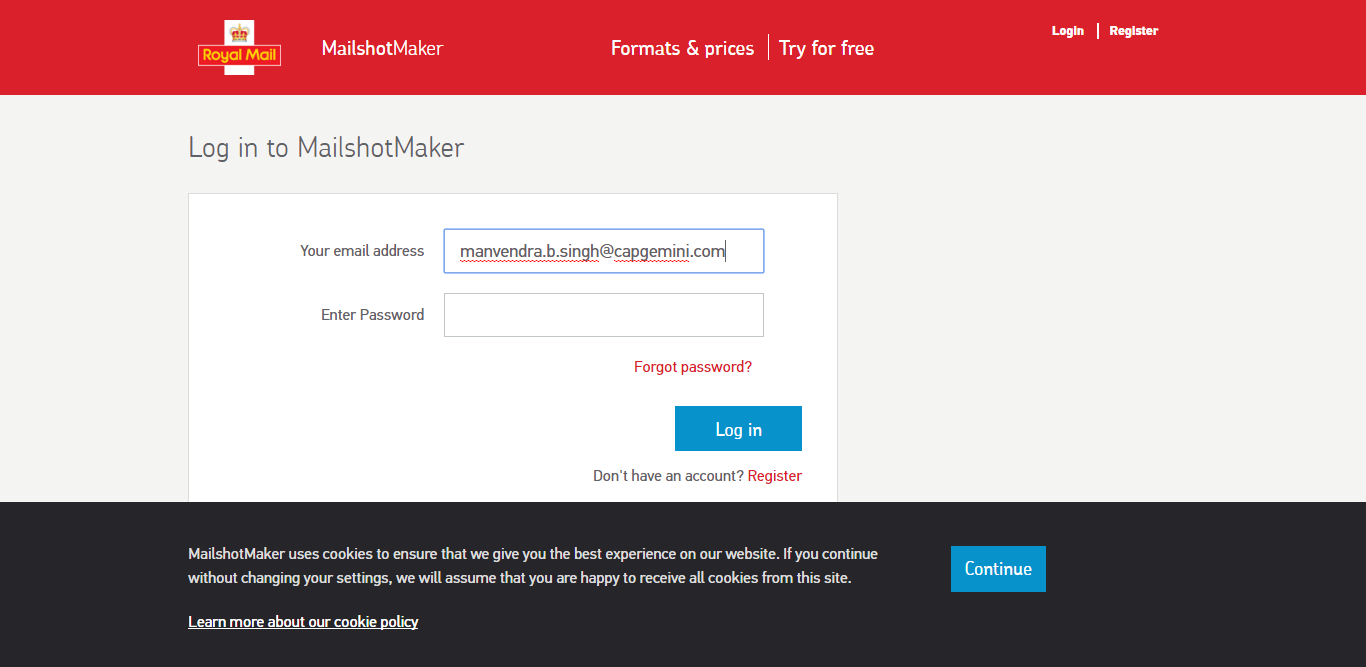 Royal Mail
MailshotMaker
Formats & prices
Try for free
Login
Register
Log in to MailshotMaker
Your email address
manvendra.b.singh@capgemini.com
Enter Password
Forgot password?
Log in
Don't have an account? Register
MailshotMaker uses cookies to ensure that we give you the best experience on our website. If you continue
without changing your settings, we will assume that you are happy to receive all cookies from this site.
Continue
Learn more about our cookie policy